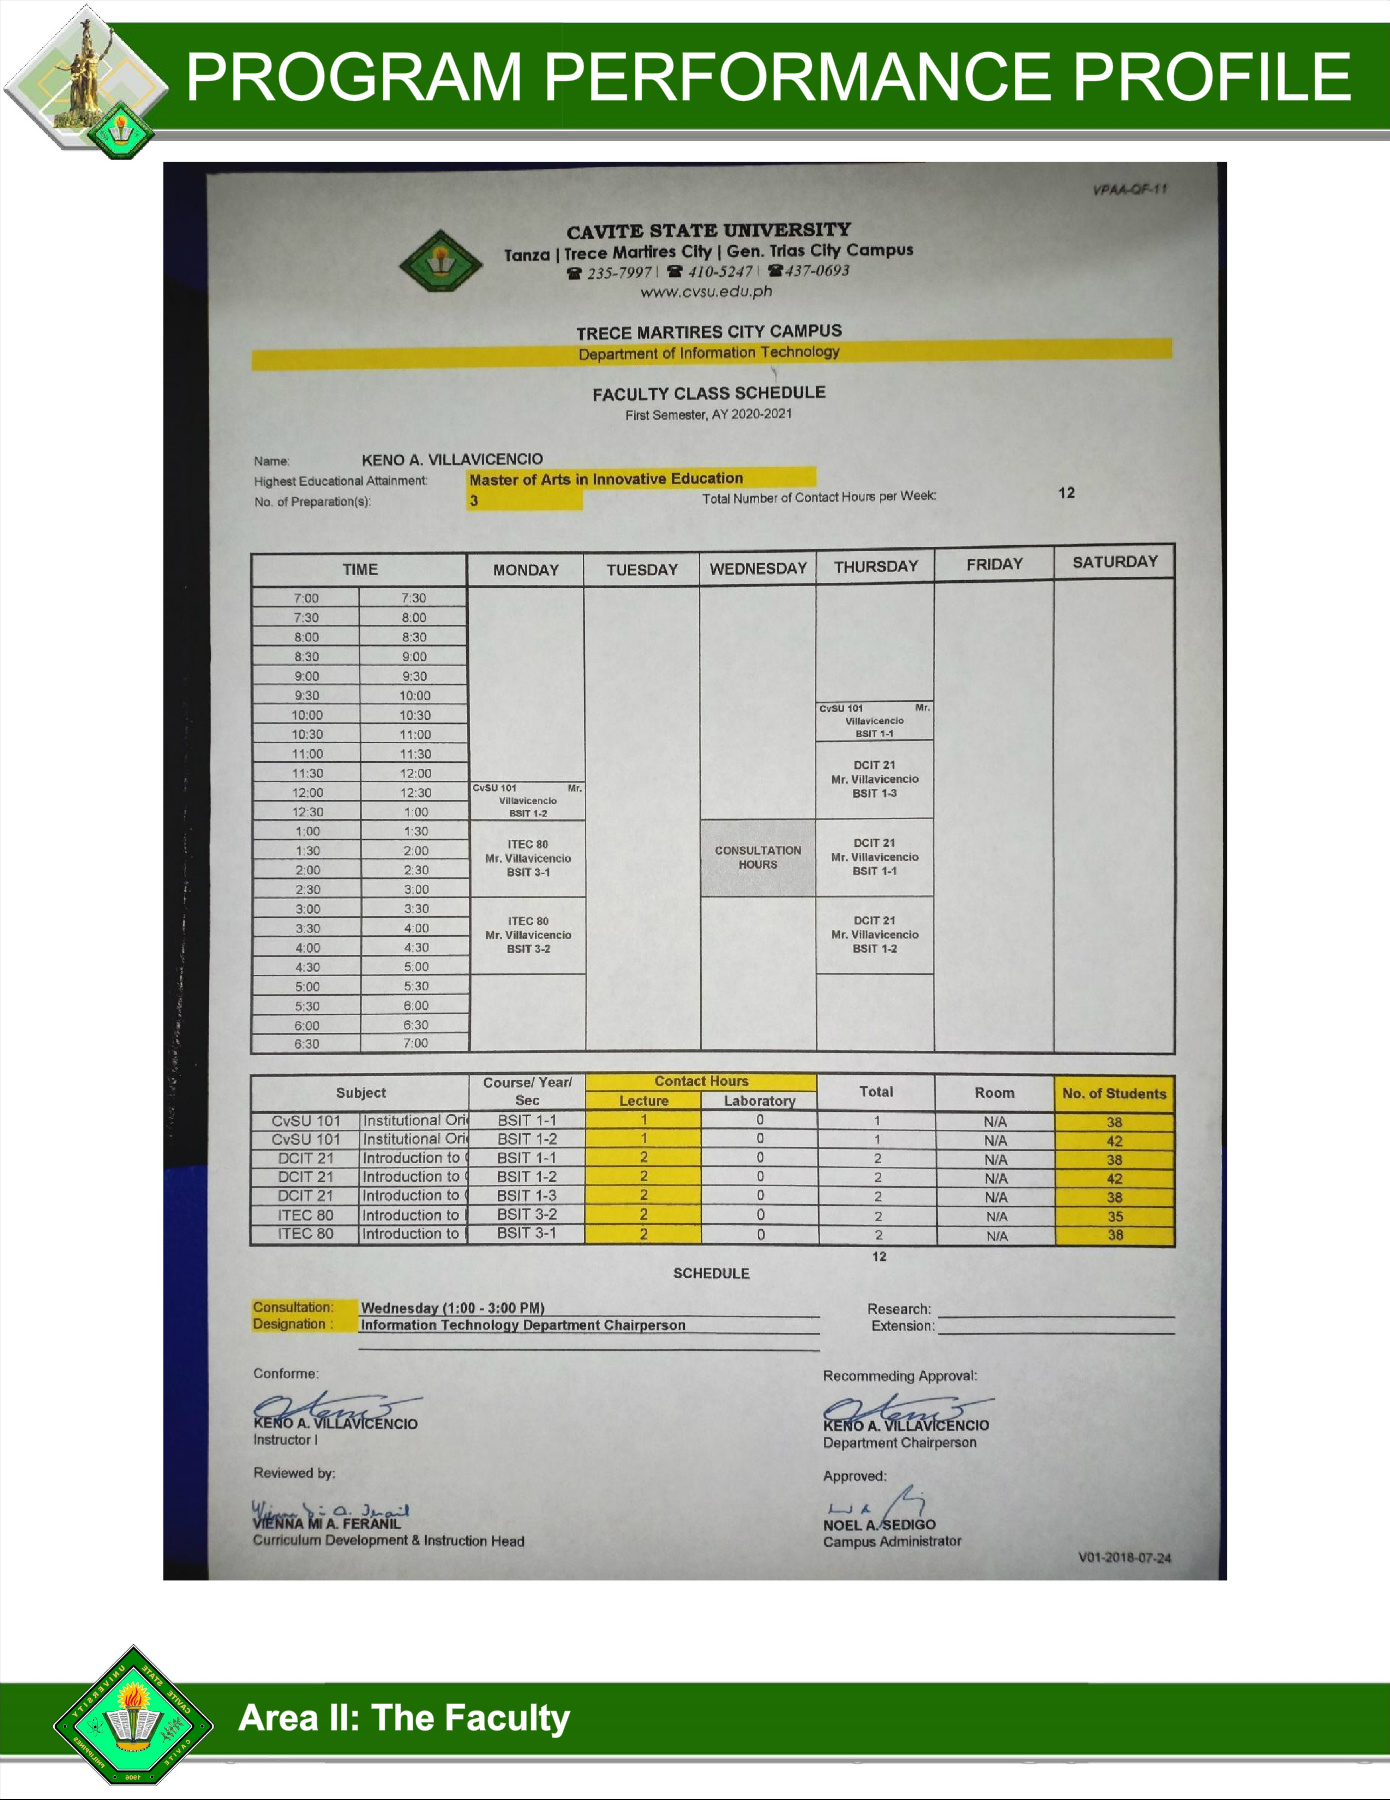 PROGRAM PERFORMANCE PROFILE
VPAA-QF-11
CAVITE STATE UNIVERSITY
Tanza | Trece Martires City | Gen. Trias City Campus
☎ 235-7997 | ☎ 410-5247 | ☎437-0693
www.cvsu.edu.ph
TRECE MARTIRES CITY CAMPUS
Department of Information Technology
FACULTY CLASS SCHEDULE
First Semester, AY 2020-2021
Name: KENO A. VILLAVICENCIO
Highest Educational Attainment: Master of Arts in Innovative Education
No. of Preparation(s): 3 Total Number of Contact Hours per Week: 12
TIME MONDAY TUESDAY WEDNESDAY THURSDAY FRIDAY SATURDAY
7:00 7:30
7:30 8:00
8:00 8:30
8:30 9:00
9:00 9:30
9:30 10:00
10:00 10:30
10:30 11:00
11:00 11:30
11:30 12:00
12:00 12:30
12:30 1:00
1:00 1:30
1:30 2:00
2:00 2:30
2:30 3:00
3:00 3:30
3:30 4:00
4:00 4:30
4:30 5:00
5:00 5:30
5:30 6:00
6:00 6:30
6:30 7:00
CvSU 101 Mr.
Villavicencio
BSIT 1-2
ITEC 80
Mr. Villavicencio
BSIT 3-1
ITEC 80
Mr. Villavicencio
BSIT 3-2
CONSULTATION
HOURS
CvSU 101 Mr.
Villavicencio
BSIT 1-1
DCIT 21
Mr. Villavicencio
BSIT 1-3
DCIT 21
Mr. Villavicencio
BSIT 1-1
DCIT 21
Mr. Villavicencio
BSIT 1-2
Subject Course/ Year/ Sec Contact Hours Total Room No. of Students
Lecture Laboratory
CvSU 101 Institutional Ori BSIT 1-1 1 0 1 N/A 38
CvSU 101 Institutional Ori BSIT 1-2 1 0 1 N/A 42
DCIT 21 Introduction to BSIT 1-1 2 0 2 N/A 38
DCIT 21 Introduction to BSIT 1-2 2 0 2 N/A 42
DCIT 21 Introduction to BSIT 1-3 2 0 2 N/A 38
ITEC 80 Introduction to BSIT 3-2 2 0 2 N/A 35
ITEC 80 Introduction to BSIT 3-1 2 0 2 N/A 38
12
SCHEDULE
Consultation: Wednesday (1:00 - 3:00 PM) Research:
Designation : Information Technology Department Chairperson Extension:
Conforme: Recommeding Approval:
KENO A. VILLAVICENCIO KENO A. VILLAVICENCIO
Instructor I Department Chairperson
Reviewed by: Approved:
VIENNA MI A. FERANIL NOEL A. SEDIGO
Curriculum Development & Instruction Head Campus Administrator
V01-2018-07-24
CAVITE STATE UNIVERSITY
CAVITE
PHILIPPINES
1906
Area II: The Faculty